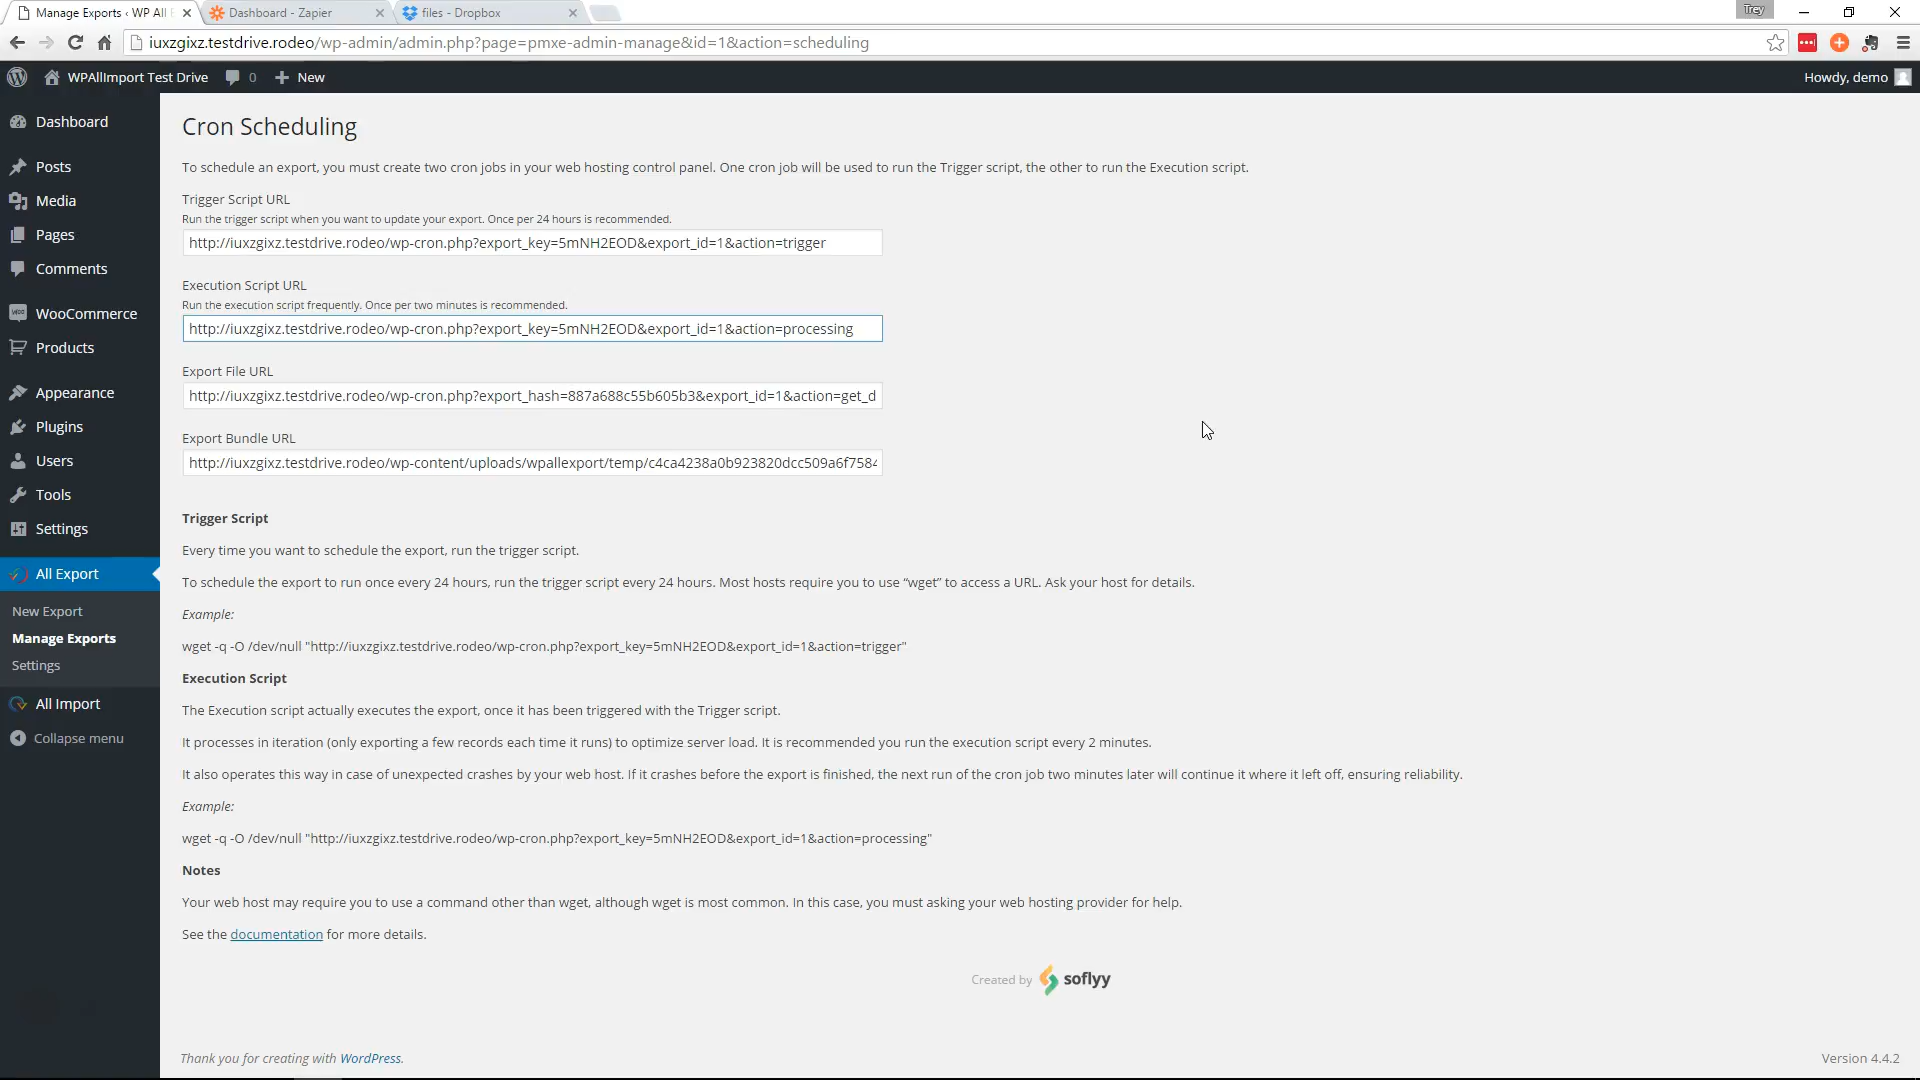 Manage Exports ‹ WP All E
Dashboard - Zapier
files - Dropbox
Trey
iuxzgixz.testdrive.rodeo/wp-admin/admin.php?page=pmxe-admin-manage&id=1&action=scheduling
WPAllImport Test Drive
0
New
Howdy, demo
Dashboard
Posts
Media
Pages
Comments
WooCommerce
Products
Appearance
Plugins
Users
Tools
Settings
All Export
New Export
Manage Exports
Settings
All Import
Collapse menu
Cron Scheduling
To schedule an export, you must create two cron jobs in your web hosting control panel. One cron job will be used to run the Trigger script, the other to run the Execution script.
Trigger Script URL
Run the trigger script when you want to update your export. Once per 24 hours is recommended.
http://iuxzgixz.testdrive.rodeo/wp-cron.php?export_key=5mNH2EOD&export_id=1&action=trigger
Execution Script URL
Run the execution script frequently. Once per two minutes is recommended.
http://iuxzgixz.testdrive.rodeo/wp-cron.php?export_key=5mNH2EOD&export_id=1&action=processing
Export File URL
http://iuxzgixz.testdrive.rodeo/wp-cron.php?export_hash=887a688c55b605b3&export_id=1&action=get_d
Export Bundle URL
http://iuxzgixz.testdrive.rodeo/wp-content/uploads/wpallexport/temp/c4ca4238a0b923820dcc509a6f7584
Trigger Script
Every time you want to schedule the export, run the trigger script.
To schedule the export to run once every 24 hours, run the trigger script every 24 hours. Most hosts require you to use “wget” to access a URL. Ask your host for details.
Example:
wget -q -O /dev/null "http://iuxzgixz.testdrive.rodeo/wp-cron.php?export_key=5mNH2EOD&export_id=1&action=trigger"
Execution Script
The Execution script actually executes the export, once it has been triggered with the Trigger script.
It processes in iteration (only exporting a few records each time it runs) to optimize server load. It is recommended you run the execution script every 2 minutes.
It also operates this way in case of unexpected crashes by your web host. If it crashes before the export is finished, the next run of the cron job two minutes later will continue it where it left off, ensuring reliability.
Example:
wget -q -O /dev/null "http://iuxzgixz.testdrive.rodeo/wp-cron.php?export_key=5mNH2EOD&export_id=1&action=processing"
Notes
Your web host may require you to use a command other than wget, although wget is most common. In this case, you must asking your web hosting provider for help.
See the documentation for more details.
Created by soflyy
Thank you for creating with WordPress.
Version 4.4.2